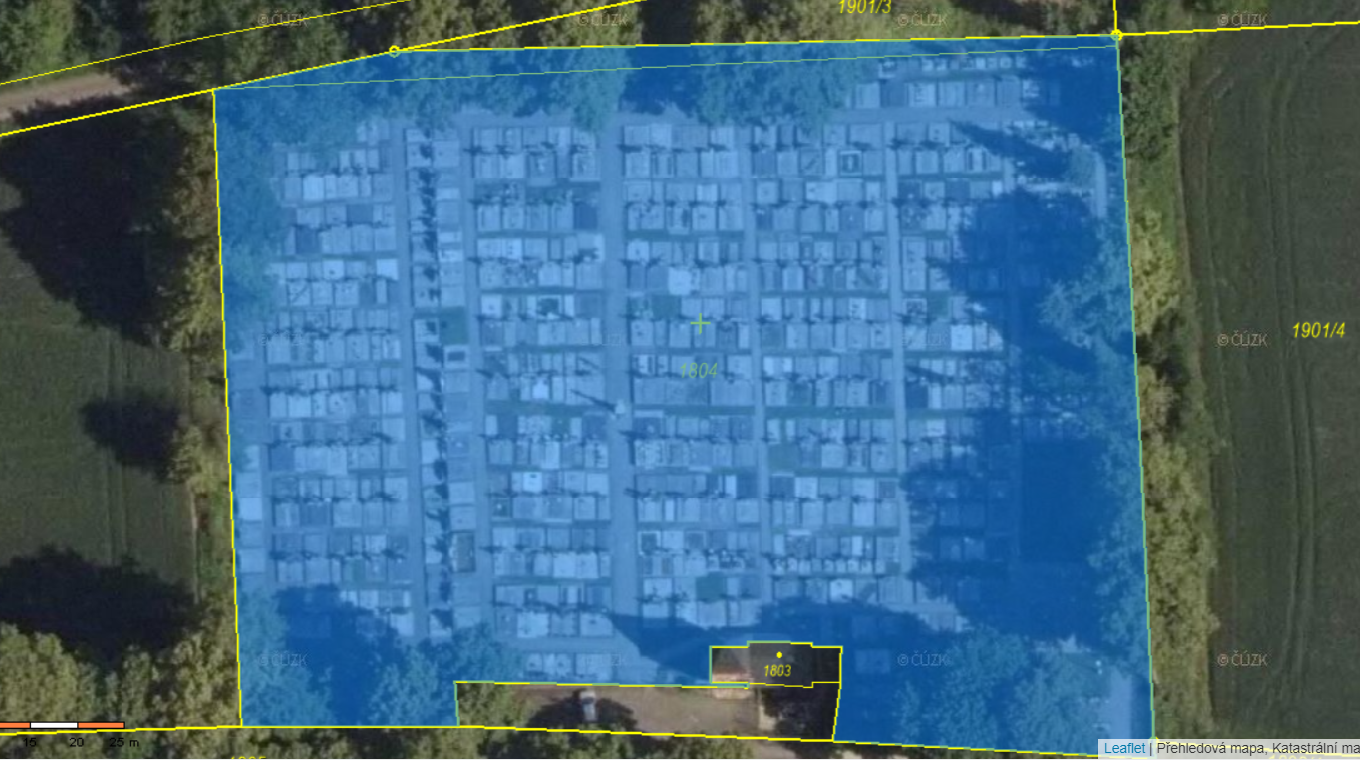 1901/3
© ČÚZK © ČÚZK © ČÚZK © ČÚZK
© ČÚZK © ČÚZK
1901/4
1804
© ČÚZK © ČÚZK © ČÚZK © ČÚZK
1803
15 20 25 m
Leaflet | Přehledová mapa, Katastrální ma